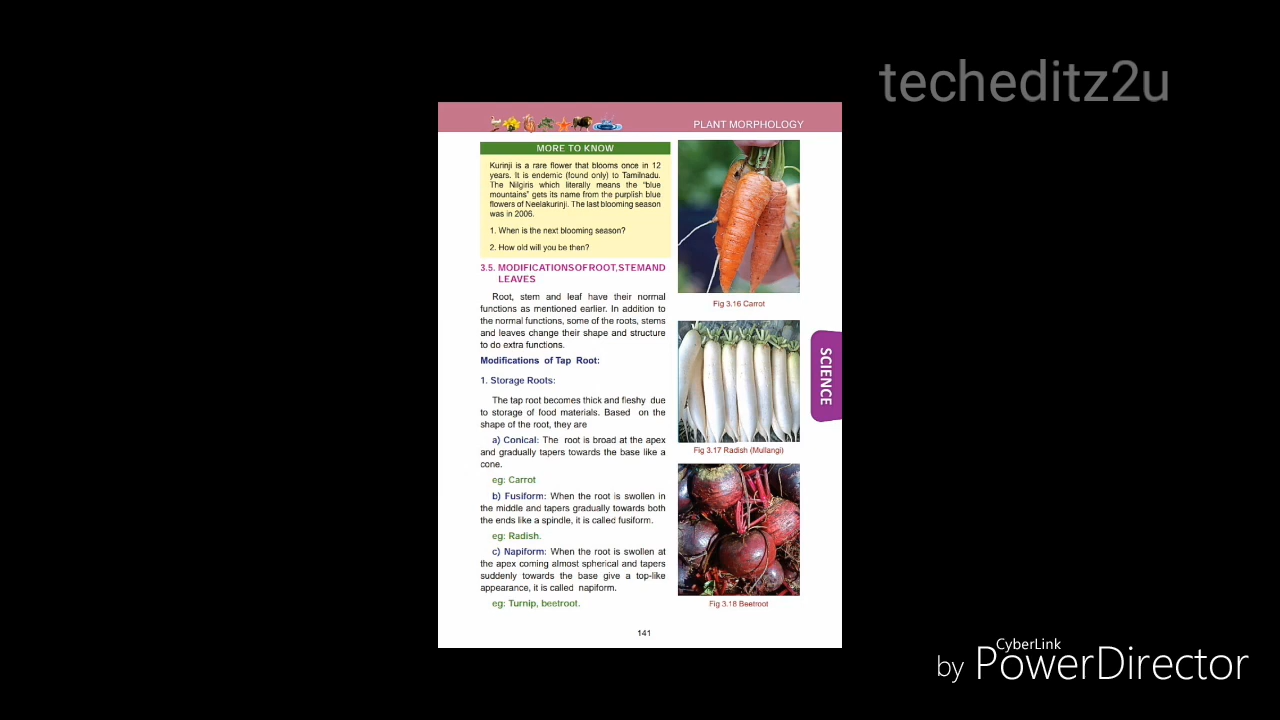 techeditz2u
PLANT MORPHOLOGY
MORE TO KNOW
Kurinji is a rare flower that blooms once in 12
years. It is endemic (found only) to Tamilnadu.
The Nilgiris which literally means the "blue
mountains" gets its name from the purplish blue
flowers of Neelakurinji. The last blooming season
was in 2006.
1. When is the next blooming season?
2. How old will you be then?
3.5. MODIFICATIONS OF ROOT, STEM AND
LEAVES
Root, stem and leaf have their normal
functions as mentioned earlier. In addition to
the normal functions, some of the roots, stems
and leaves change their shape and structure
to do extra functions.
Modifications of Tap Root:
1. Storage Roots:
The tap root becomes thick and fleshy due
to storage of food materials. Based on the
shape of the root, they are
a) Conical: The root is broad at the apex
and gradually tapers towards the base like a
cone.
eg: Carrot
b) Fusiform: When the root is swollen in
the middle and tapers gradually towards both
the ends like a spindle, it is called fusiform.
eg: Radish.
c) Napiform: When the root is swollen at
the apex coming almost spherical and tapers
suddenly towards the base give a top-like
appearance, it is called napiform.
eg: Turnip, beetroot.
Fig 3.16 Carrot
Fig 3.17 Radish (Mullangi)
Fig 3.18 Beetroot
SCIENCE
141
by CyberLink
PowerDirector